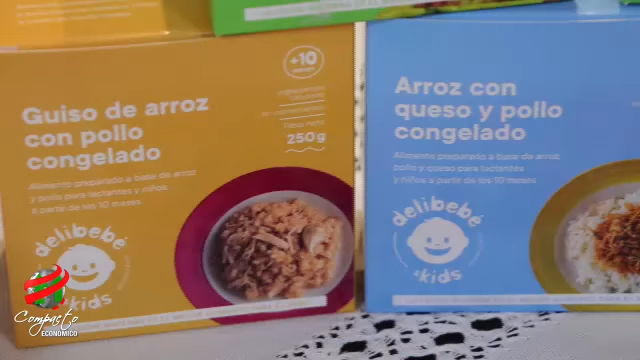 Guiso de arroz
con pollo
congelado
Alimento preparado a base de arroz
y pollo para lactantes y niños
a partir de los 10 meses
+10
250g
delibebé
& kids
Arroz con
queso y pollo
congelado
Alimento preparado a base de arroz,
pollo y queso para lactantes
y niños a partir de los 10 meses
delibebé
& kids
Compacto
ECONÓMICO